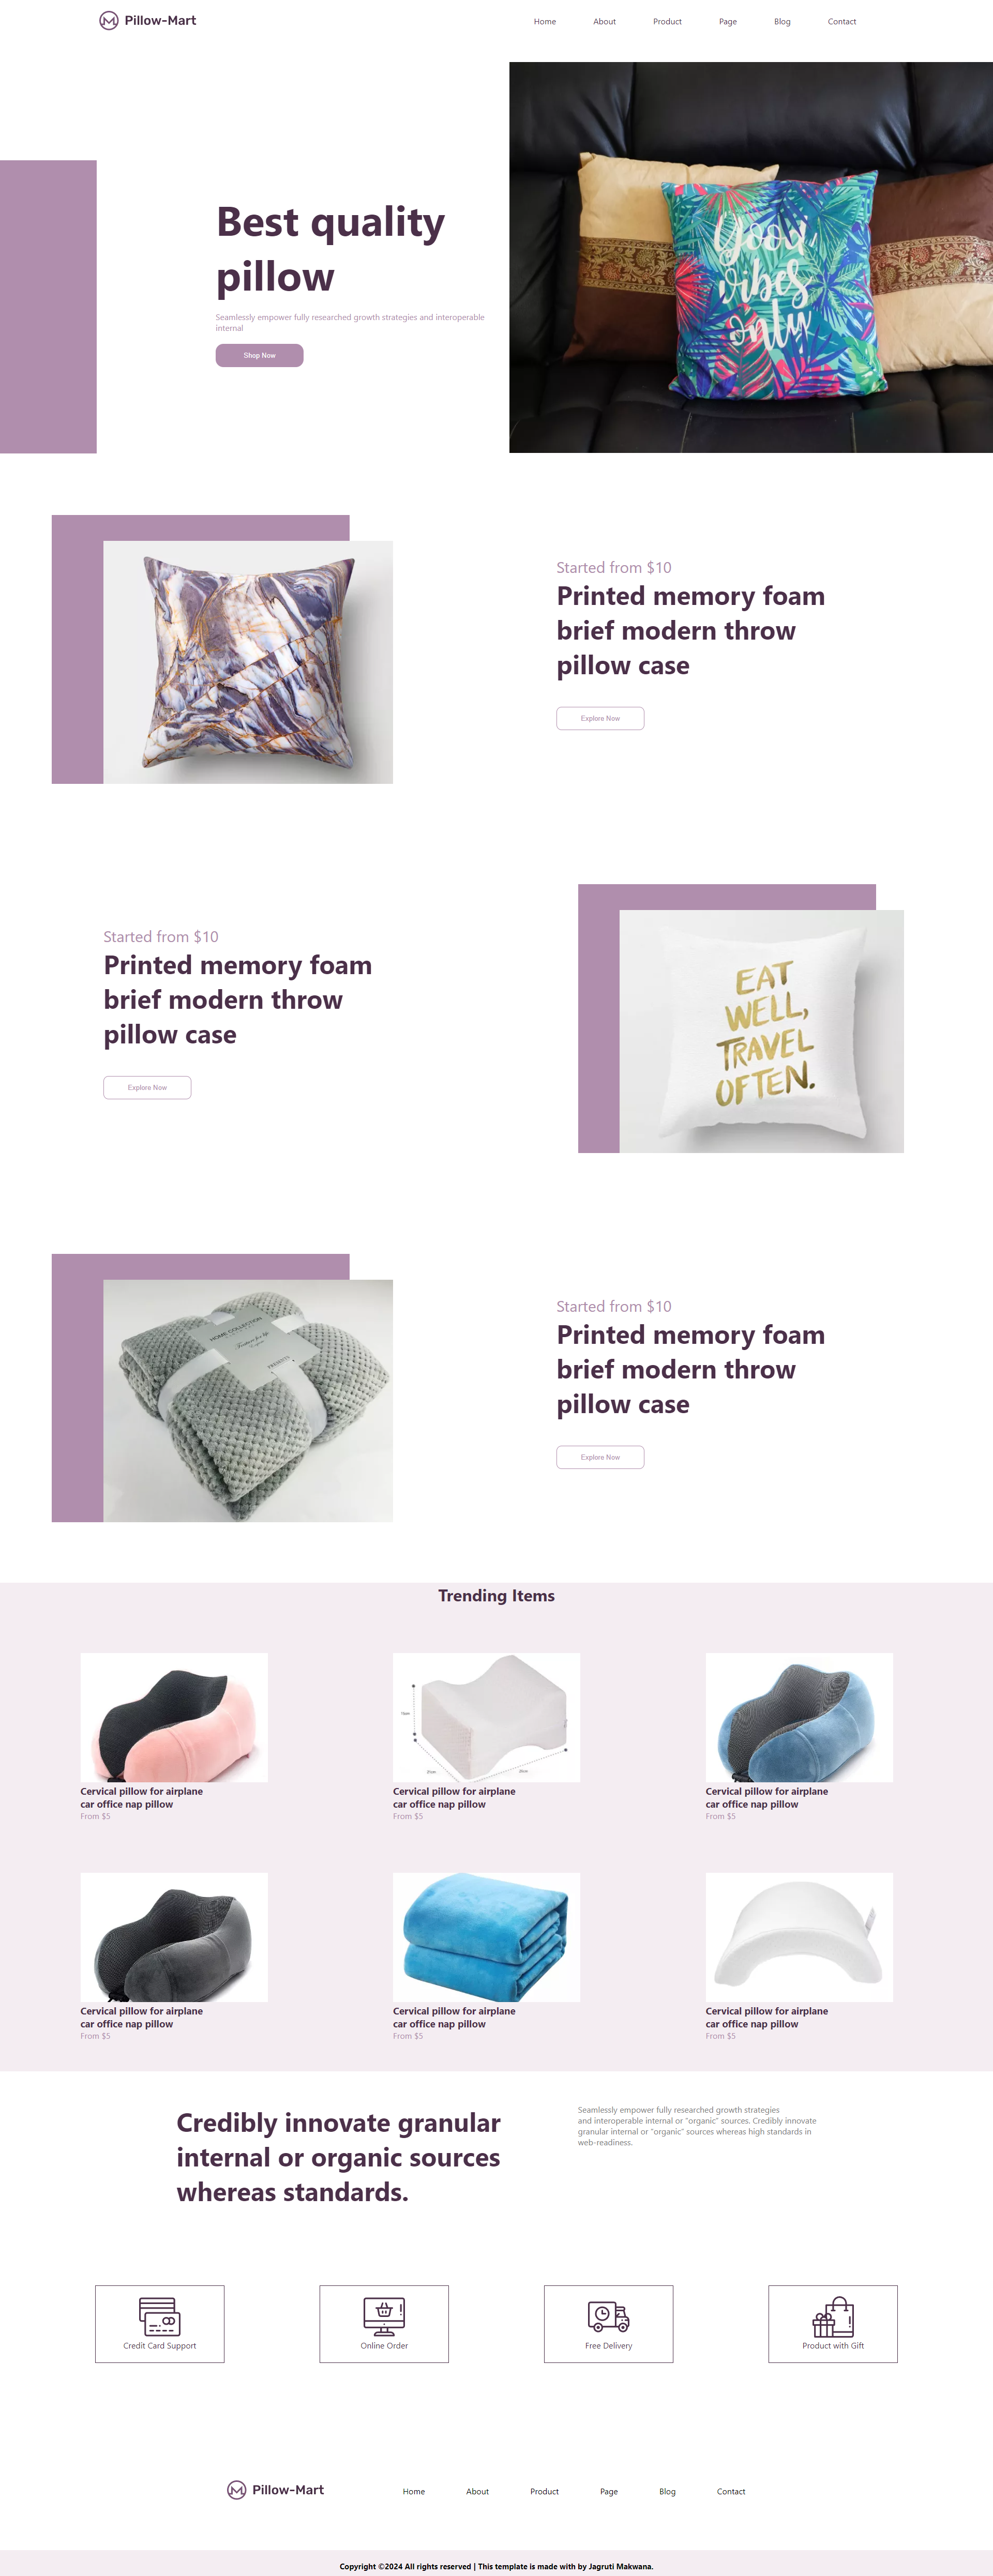 Pillow-Mart
Home About Product Page Blog Contact
Best quality
pillow
Seamlessly empower fully researched growth strategies and interoperable
internal
Shop Now
good
vibes
only
Started from $10
Printed memory foam
brief modern throw
pillow case
Explore Now
Started from $10
Printed memory foam
brief modern throw
pillow case
Explore Now
EAT
WELL,
TRAVEL
OFTEN.
HOME COLLECTION
Started from $10
Printed memory foam
brief modern throw
pillow case
Explore Now
Trending Items
Cervical pillow for airplane
car office nap pillow
From $5
Cervical pillow for airplane
car office nap pillow
From $5
Cervical pillow for airplane
car office nap pillow
From $5
Cervical pillow for airplane
car office nap pillow
From $5
Cervical pillow for airplane
car office nap pillow
From $5
Cervical pillow for airplane
car office nap pillow
From $5
Credibly innovate granular
internal or organic sources
whereas standards.
Seamlessly empower fully researched growth strategies
and interoperable internal or “organic” sources. Credibly innovate
granular internal or “organic” sources whereas high standards in
web-readiness.
Credit Card Support
Online Order
Free Delivery
Product with Gift
Pillow-Mart
Home About Product Page Blog Contact
Copyright ©2024 All rights reserved | This template is made with by Jagruti Makwana.